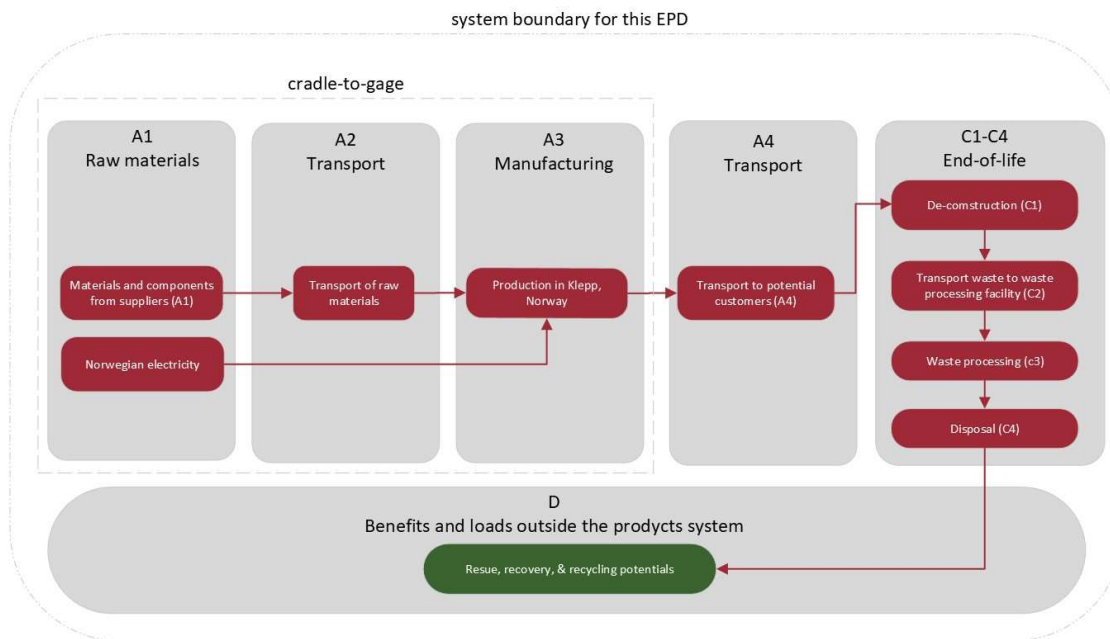 system boundary for this EPD
cradle-to-gage
A1
Raw materials
A2
Transport
A3
Manufacturing
A4
Transport
C1-C4
End-of-life
Materials and components
from suppliers (A1)
Norwegian electricity
Transport of raw
materials
Production in Klepp,
Norway
Transport to potential
customers (A4)
De-comstruction (C1)
Transport waste to waste
processing facility (C2)
Waste processing (c3)
Disposal (C4)
D
Benefits and loads outside the prodycts system
Resue, recovery, & recycling potentials